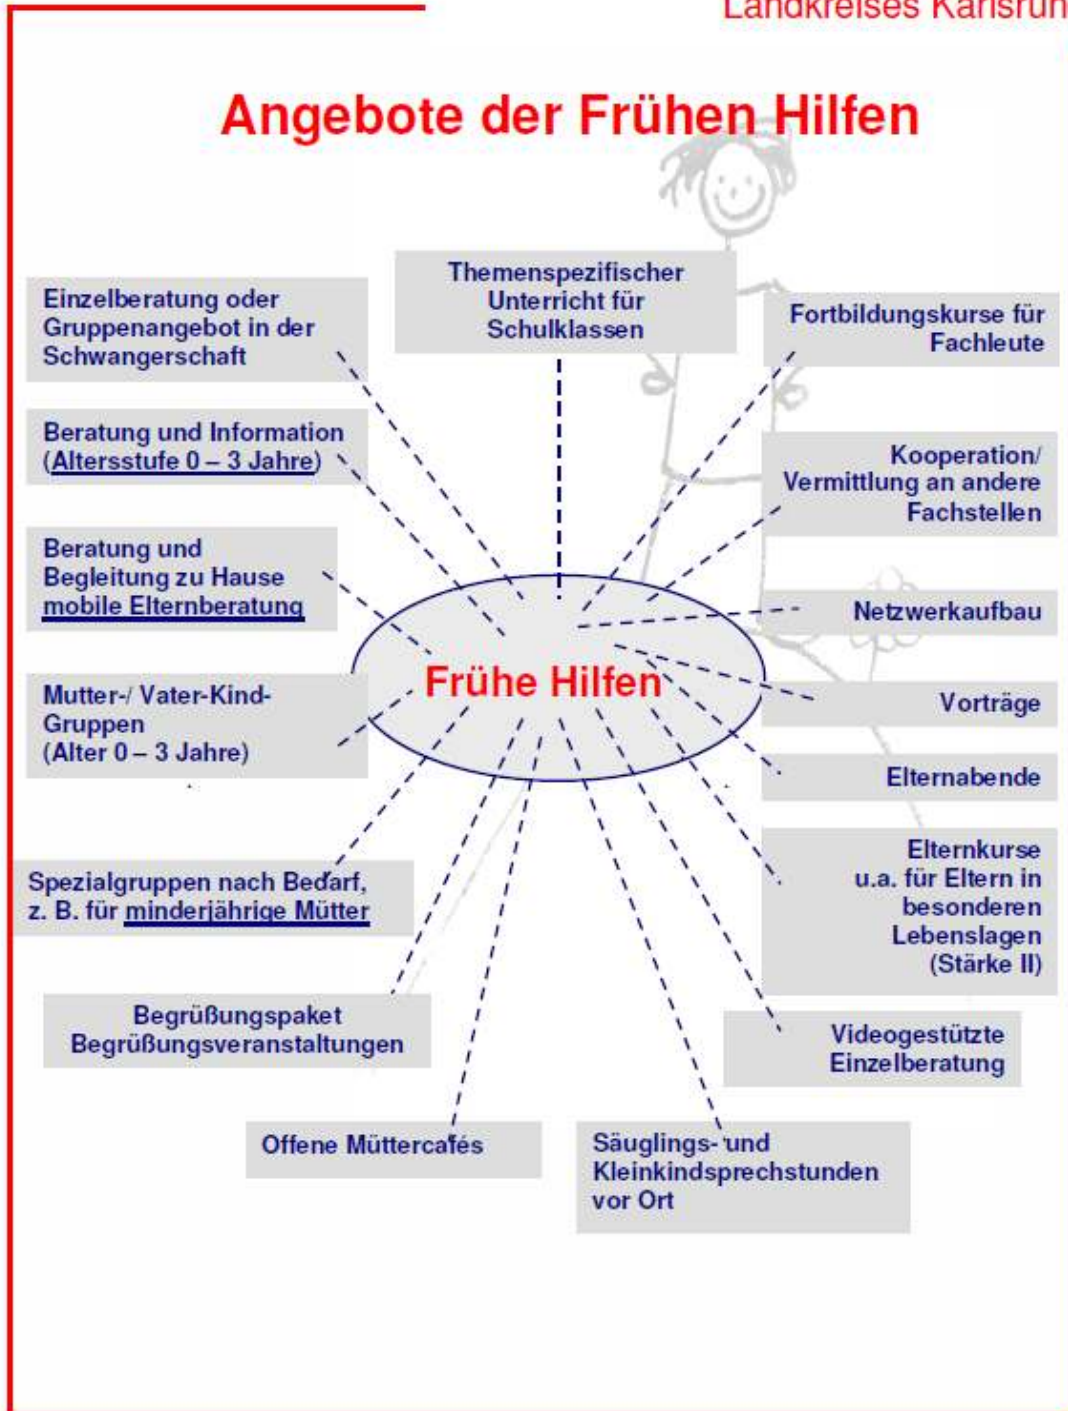 Landkreises Karlsruh
Angebote der Frühen Hilfen
Themenspezifischer
Unterricht für
Schulklassen
Einzelberatung oder
Gruppenangebot in der
Schwangerschaft
Fortbildungskurse für
Fachleute
Beratung und Information
(Altersstufe 0 – 3 Jahre)
Kooperation/
Vermittlung an andere
Fachstellen
Beratung und
Begleitung zu Hause
mobile Elternberatung
Netzwerkaufbau
Frühe Hilfen
Mutter-/ Vater-Kind-
Gruppen
(Alter 0 – 3 Jahre)
Vorträge
Elternabende
Elternkurse
u.a. für Eltern in
besonderen
Lebenslagen
(Stärke II)
Spezialgruppen nach Bedarf,
z. B. für minderjährige Mütter
Begrüßungspaket
Begrüßungsveranstaltungen
Videogestützte
Einzelberatung
Offene Müttercafés
Säuglings- und
Kleinkindsprechstunden
vor Ort